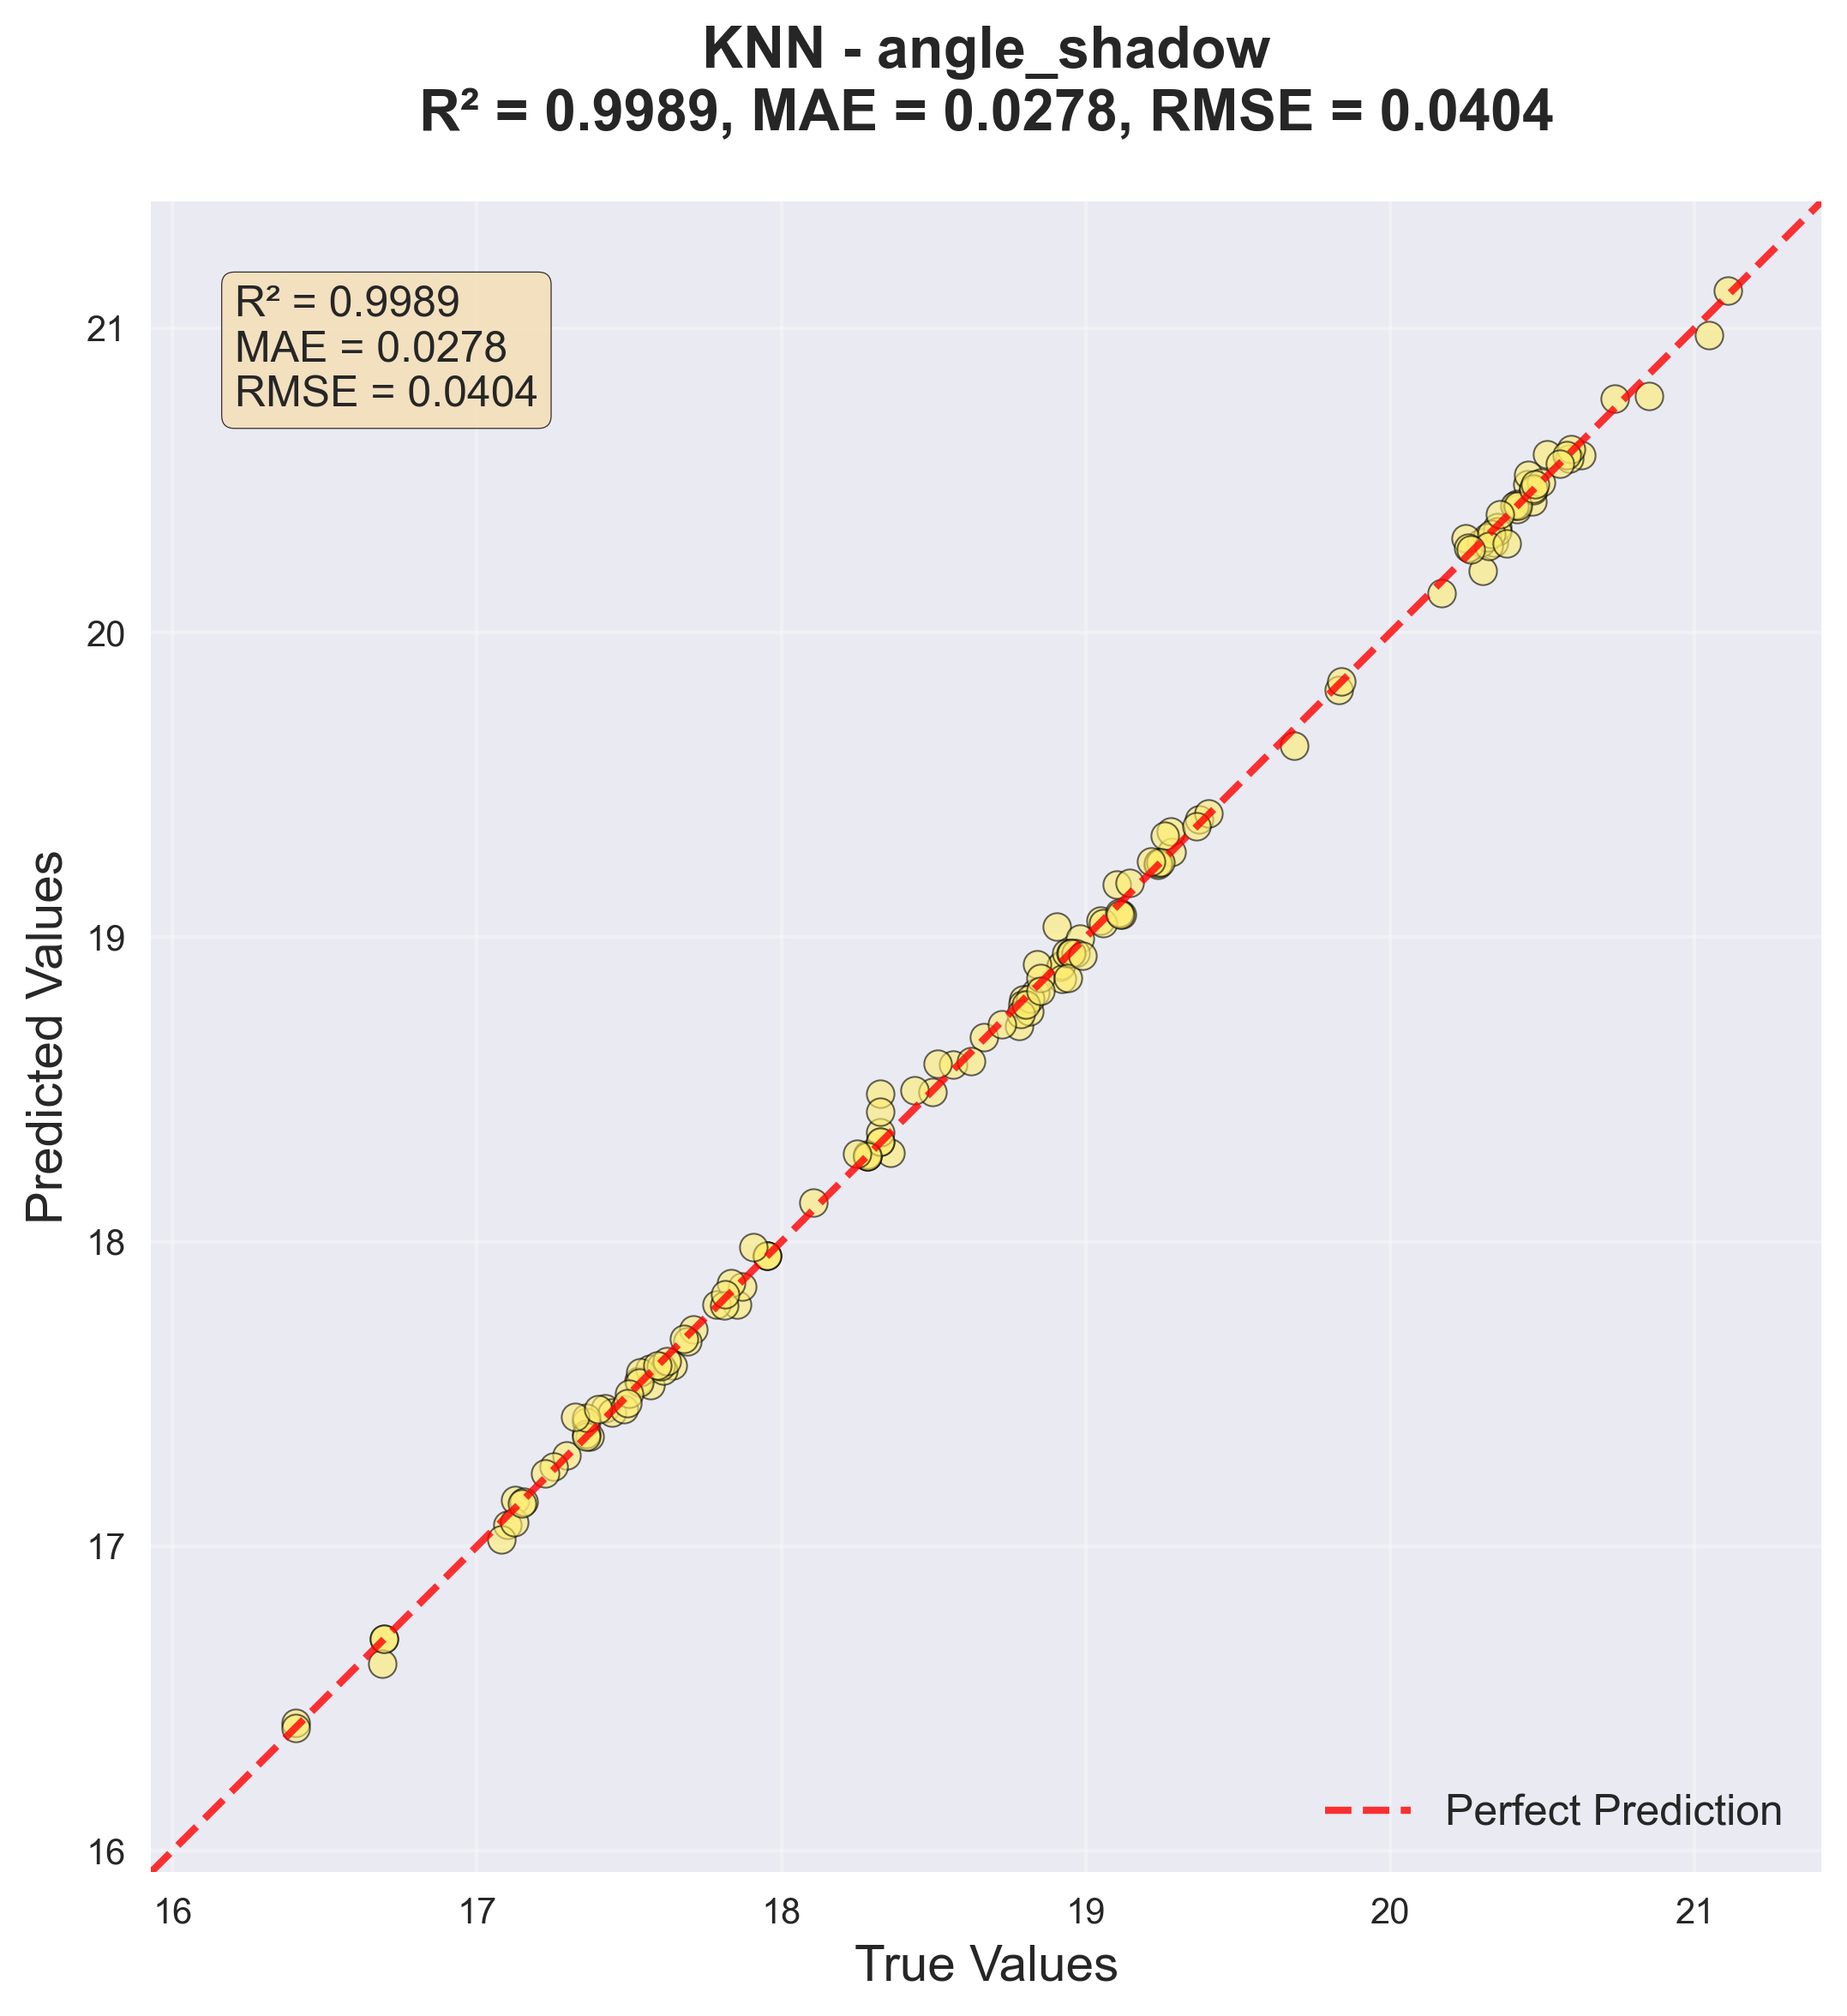 KNN - angle_shadow
R² = 0.9989, MAE = 0.0278, RMSE = 0.0404
R² = 0.9989
MAE = 0.0278
RMSE = 0.0404
21
20
19
18
17
16
Predicted Values
Perfect Prediction
16 17 18 19 20 21
True Values